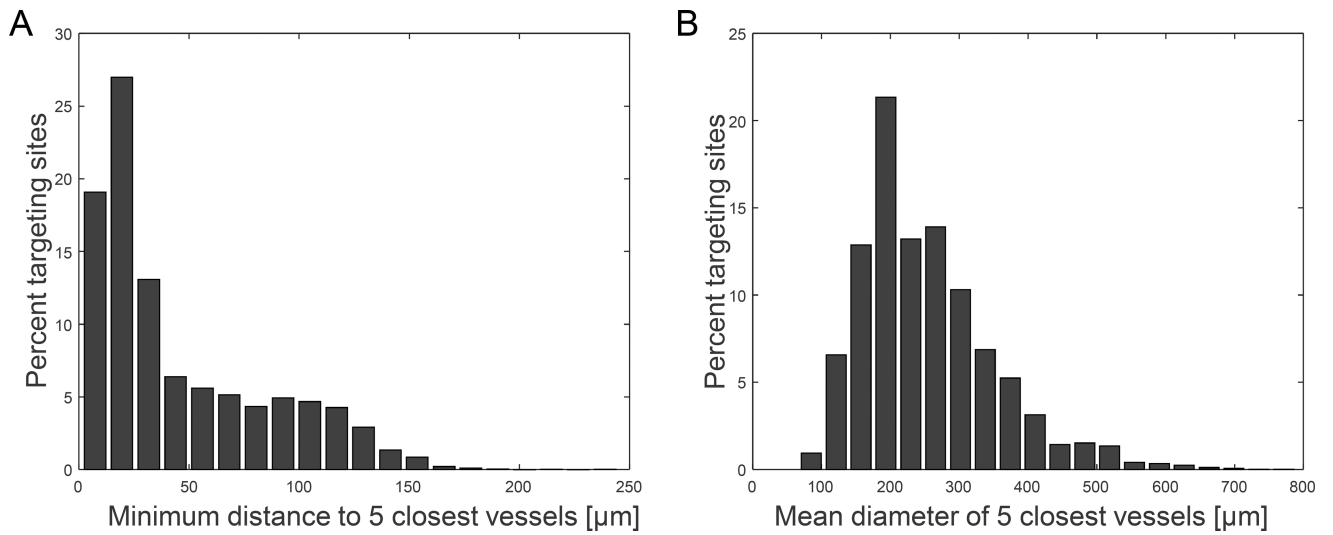 A
B
30
25
20
15
10
5
0
Percent targeting sites
0 50 100 150 200 250
Minimum distance to 5 closest vessels [µm]
25
20
15
10
5
0
Percent targeting sites
0 100 200 300 400 500 600 700 800
Mean diameter of 5 closest vessels [µm]